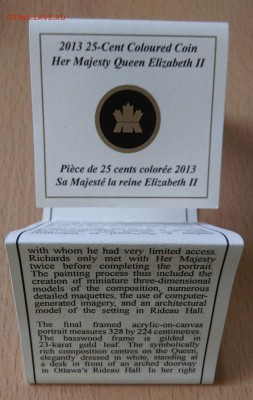 2013 25-Cent Coloured Coin
Her Majesty Queen Elizabeth II
Pièce de 25 cents colorée 2013
Sa Majesté la reine Elizabeth II
with whom he had very limited access.
Richards only met with Her Majesty
twice before completing the portrait.
The painting process thus included the
creation of miniature three-dimensional
models of the composition, numerous
detailed maquettes, the use of computer-
generated imagery, and an architectural
model of the setting in Rideau Hall.
The final framed acrylic-on-canvas
portrait measures 328 by 224 centimetres.
The basswood frame is gilded in
23-karat gold leaf. The symbolically
rich composition centres on the Queen,
elegantly dressed in white, standing at
a desk in front of an arched doorway
in Ottawa's Rideau Hall. In her right